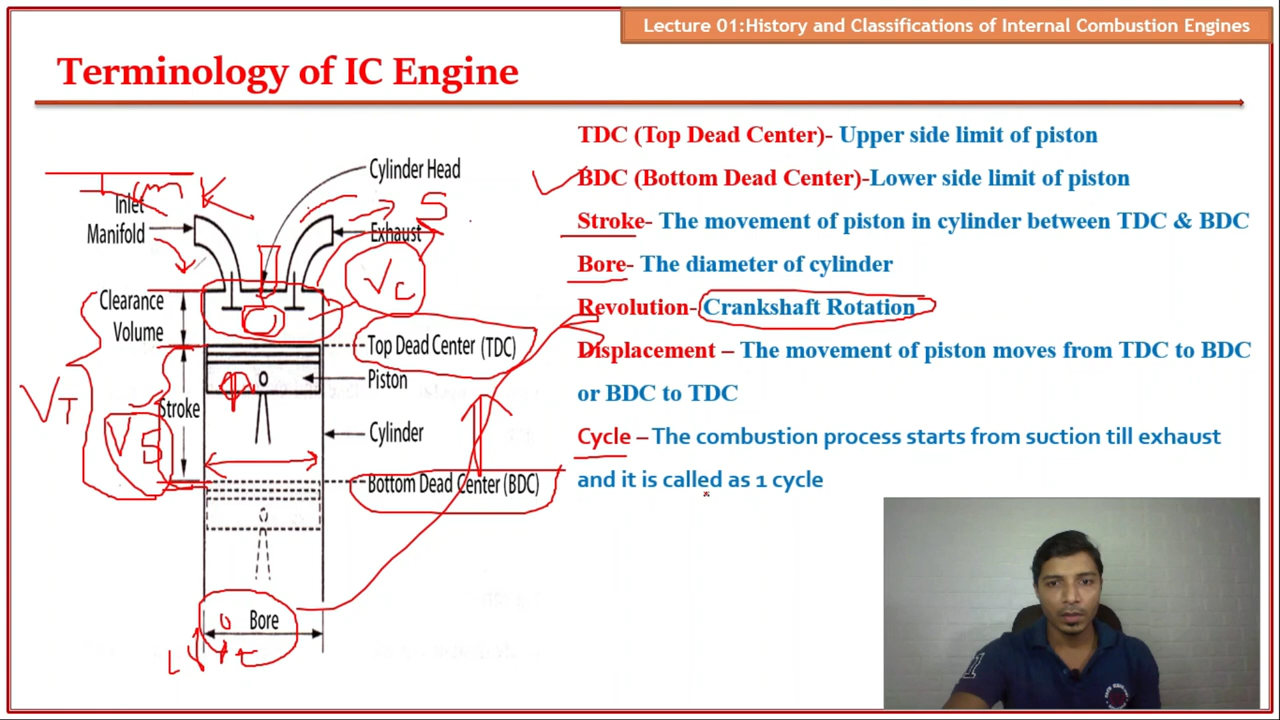 Lecture 01:History and Classifications of Internal Combustion Engines
Terminology of IC Engine
TDC (Top Dead Center)- Upper side limit of piston
BDC (Bottom Dead Center)-Lower side limit of piston
Stroke- The movement of piston in cylinder between TDC & BDC
Bore- The diameter of cylinder
Revolution- Crankshaft Rotation
Displacement – The movement of piston moves from TDC to BDC
or BDC to TDC
Cycle – The combustion process starts from suction till exhaust
and it is called as 1 cycle
Cylinder Head
Inlet
Manifold
K
S
Exhaust
VC
Clearance
Volume
Top Dead Center (TDC)
Piston
VT
Stroke
VS
Cylinder
Bottom Dead Center (BDC)
Bore